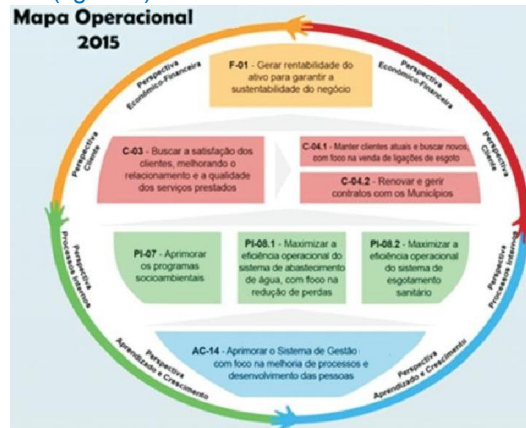 Mapa Operacional
2015
Perspectiva
Econômico-Financeira
Perspectiva
Econômico-Financeira
F-01 - Gerar rentabilidade do
ativo para garantir a
sustentabilidade do negócio
Perspectiva
Cliente
Perspectiva
Cliente
C-03 - Buscar a satisfação dos
clientes, melhorando o
relacionamento e a qualidade
dos serviços prestados
C-04.1 - Manter clientes atuais e buscar novos,
com foco na venda de ligações de esgoto
C-04.2 - Renovar e gerir
contratos com os Municípios
Perspectiva
Processos Internos
Perspectiva
Processos Internos
PI-07 - Aprimorar
os programas
socioambientais
PI-08.1 - Maximizar a
eficiência operacional do
sistema de abastecimento
de água, com foco na
redução de perdas
PI-08.2 - Maximizar a
eficiência operacional
do sistema de
esgotamento
sanitário
Perspectiva
Aprendizado e Crescimento
Perspectiva
Aprendizado e Crescimento
AC-14 - Aprimorar o Sistema de Gestão
com foco na melhoria de processos e
desenvolvimento das pessoas